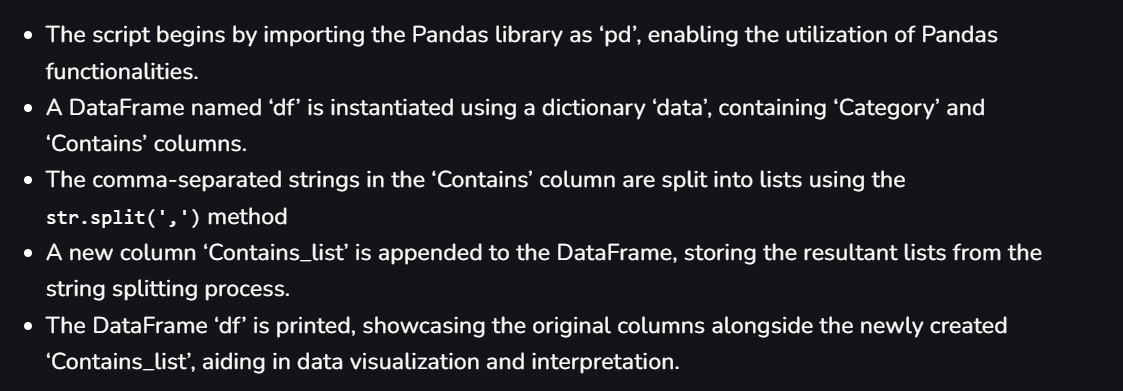 • The script begins by importing the Pandas library as ‘pd’, enabling the utilization of Pandas
functionalities.
• A DataFrame named ‘df’ is instantiated using a dictionary ‘data’, containing ‘Category’ and
‘Contains’ columns.
• The comma-separated strings in the ‘Contains’ column are split into lists using the
str.split(',') method
• A new column ‘Contains_list’ is appended to the DataFrame, storing the resultant lists from the
string splitting process.
• The DataFrame ‘df’ is printed, showcasing the original columns alongside the newly created
‘Contains_list’, aiding in data visualization and interpretation.